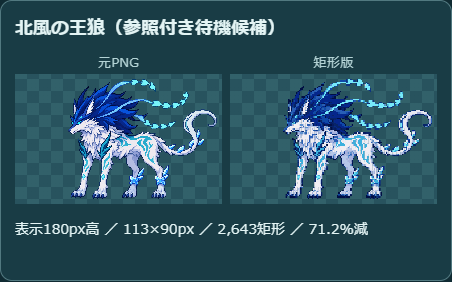 北風の王狼（参照付き待機候補）
元PNG
矩形版
表示180px高 ／ 113×90px ／ 2,643矩形 ／ 71.2%減